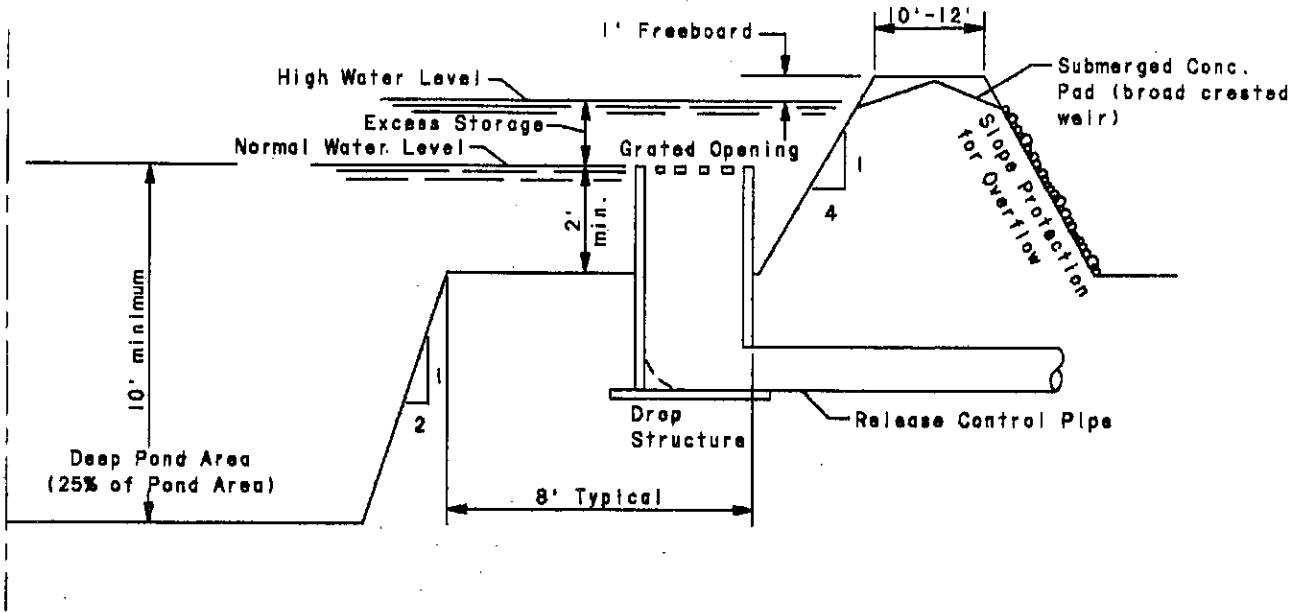 10'-12'
1' Freeboard
High Water Level
Submerged Conc.
Pad (broad crested
weir)
Excess Storage
Normal Water Level
Grated Opening
Slope Protection
for Overflow
1
4
2'
min.
10' minimum
1
2
Drop
Structure
Release Control Pipe
Deep Pond Area
(25% of Pond Area)
8' Typical